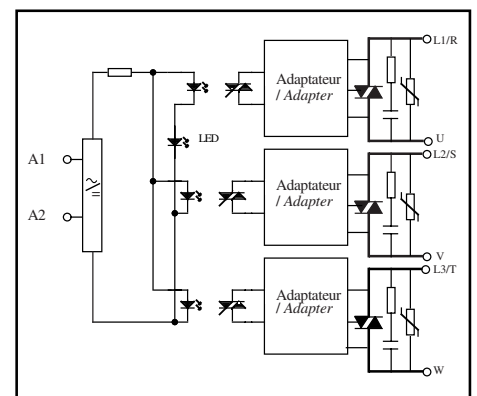 L1/R
Adaptateur
/ Adapter
LED
U
L2/S
A1
Adaptateur
/ Adapter
A2
V
L3/T
Adaptateur
/ Adapter
W